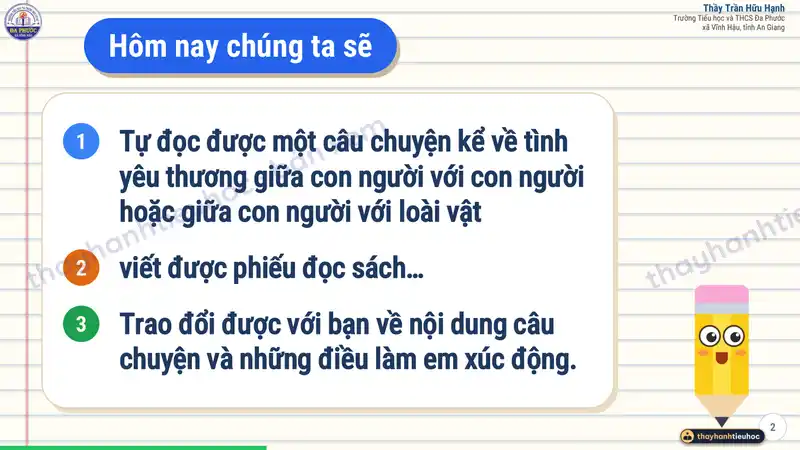 Thầy Trần Hữu Hạnh
Trường Tiểu học và THCS Đa Phước
xã Vĩnh Hậu, tỉnh An Giang
ĐA PHƯỚC
Hôm nay chúng ta sẽ
1
Tự đọc được một câu chuyện kể về tình
yêu thương giữa con người với con người
hoặc giữa con người với loài vật
2
viết được phiếu đọc sách...
3
Trao đổi được với bạn về nội dung câu
chuyện và những điều làm em xúc động.
thayhanhtieuhoc
2